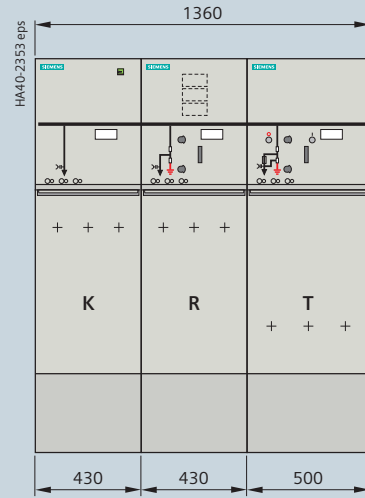 1360
HA40-2353 eps
SIEMENS SIEMENS SIEMENS
K R T
430 430 500